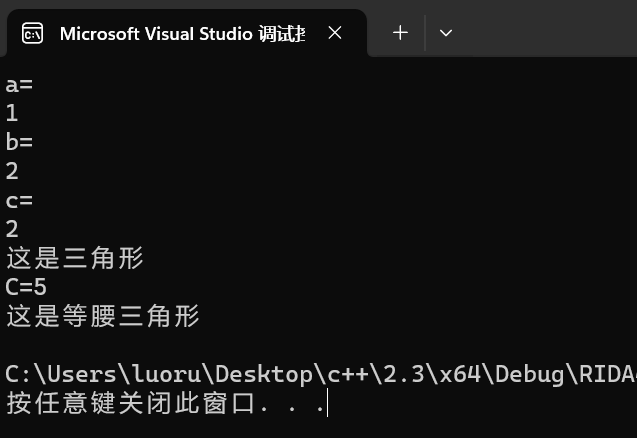 Microsoft Visual Studio 调试
a=
1
b=
2
c=
2
这是三角形
C=5
这是等腰三角形
C:\Users\luoru\Desktop\c++\2.3\x64\Debug\RIDA
按任意键关闭此窗口. . .